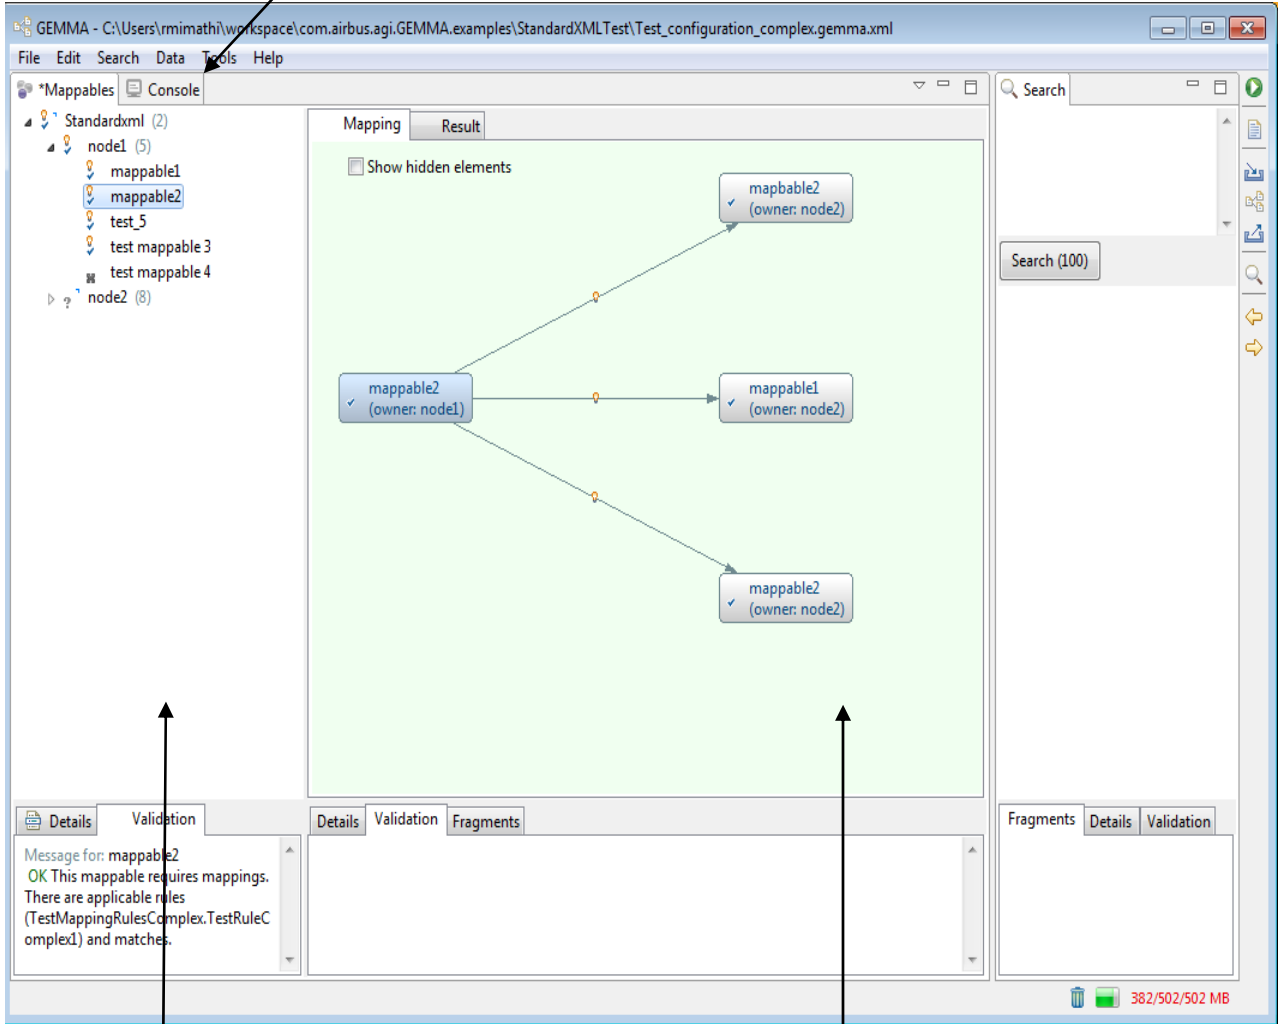 GEMMA - C:\Users\rmimathi\workspace\com.airbus.agi.GEMMA.examples\StandardXMLTest\Test_configuration_complex.gemma.xml
File Edit Search Data Tools Help
*Mappables Console
Standardxml (2)
node1 (5)
mappable1
mappable2
test_5
test mappable 3
test mappable 4
node2 (8)
Mapping Result
Show hidden elements
mapbable2
(owner: node2)
mappable2
(owner: node1)
mappable1
(owner: node2)
mappable2
(owner: node2)
Search
Search (100)
Details Validation
Message for: mappable2
OK This mappable requires mappings.
There are applicable rules
(TestMappingRulesComplex.TestRuleC
omplex1) and matches.
Details Validation Fragments
Fragments Details Validation
382/502/502 MB